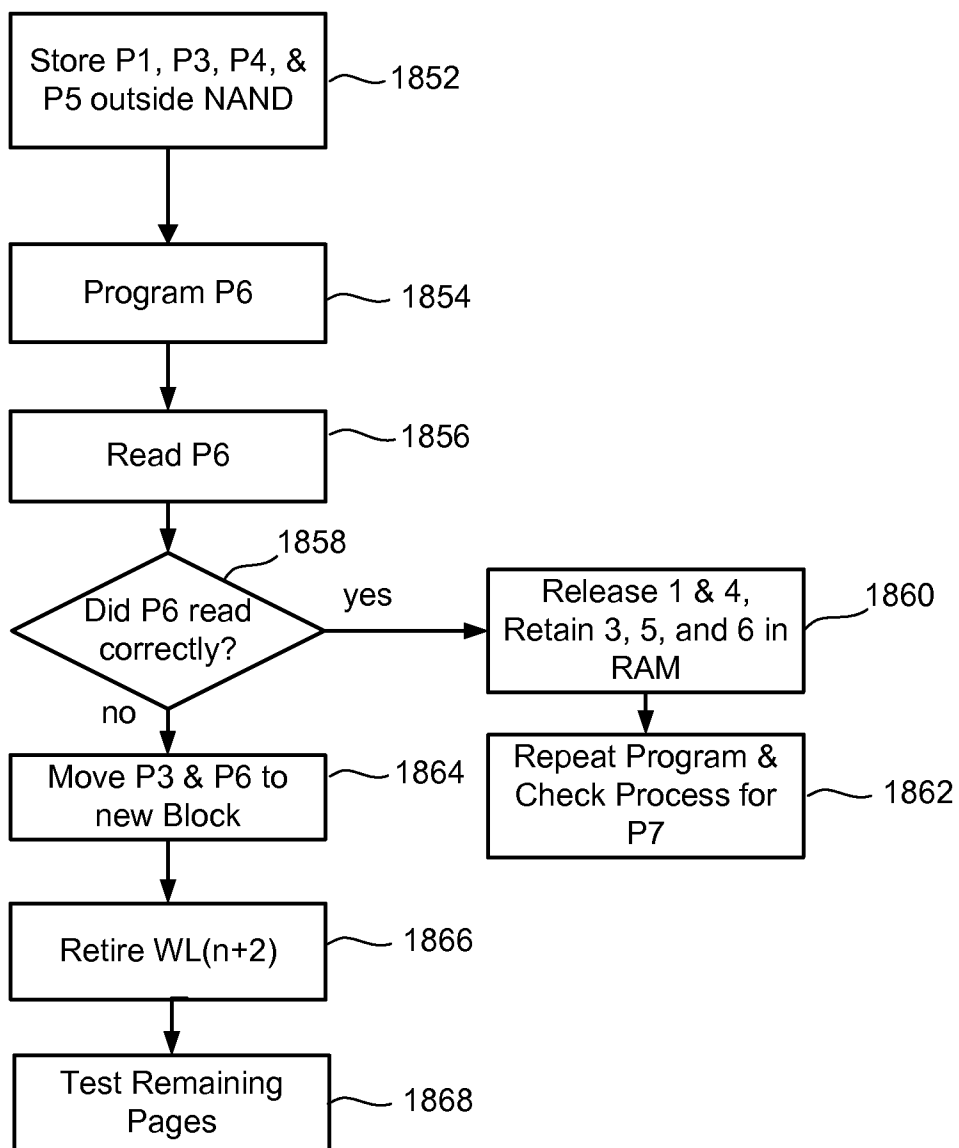 Store P1, P3, P4, &
P5 outside NAND
1852
Program P6
1854
Read P6
1856
1858
Did P6 read
correctly?
yes
no
Release 1 & 4,
Retain 3, 5, and 6 in
RAM
1860
Repeat Program &
Check Process for
P7
1862
Move P3 & P6 to
new Block
1864
Retire WL(n+2)
1866
Test Remaining
Pages
1868